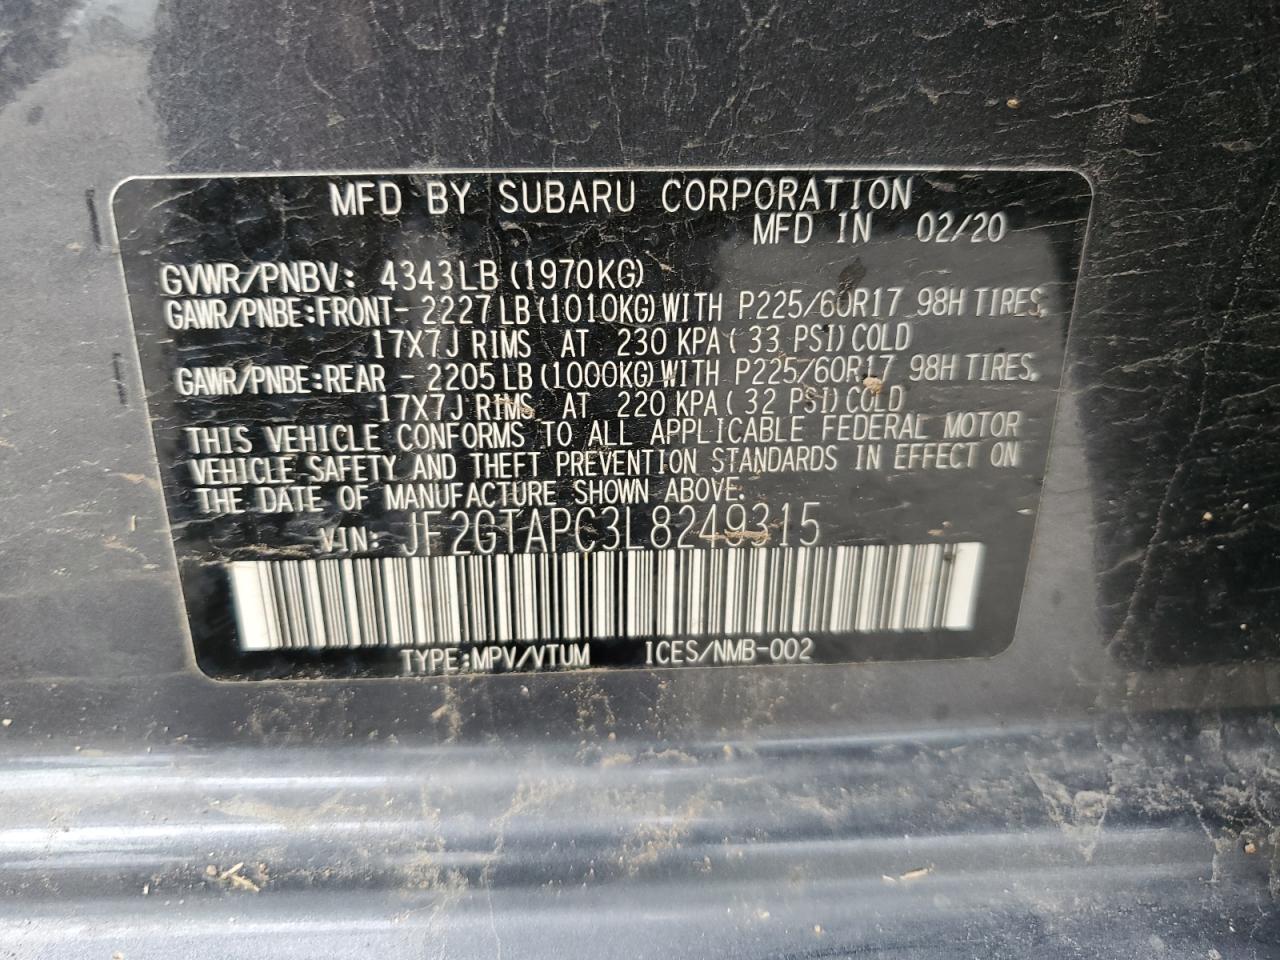 MFD BY SUBARU CORPORATION
MFD IN 02/20
GVWR/PNBV: 4343LB(1970KG)
GAWR/PNBE:FRONT- 2227LB(1010KG)WITH P225/60R17 98H TIRES,
17X7J RIMS AT 230 KPA( 33 PSI)COLD
GAWR/PNBE:REAR - 2205LB(1000KG)WITH P225/60R17 98H TIRES,
17X7J RIMS AT 220 KPA( 32 PSI)COLD
THIS VEHICLE CONFORMS TO ALL APPLICABLE FEDERAL MOTOR
VEHICLE SAFETY AND THEFT PREVENTION STANDARDS IN EFFECT ON
THE DATE OF MANUFACTURE SHOWN ABOVE.
VIN: JF2GTAPC3L8249315
TYPE:MPV/VTUM ICES/NMB-002